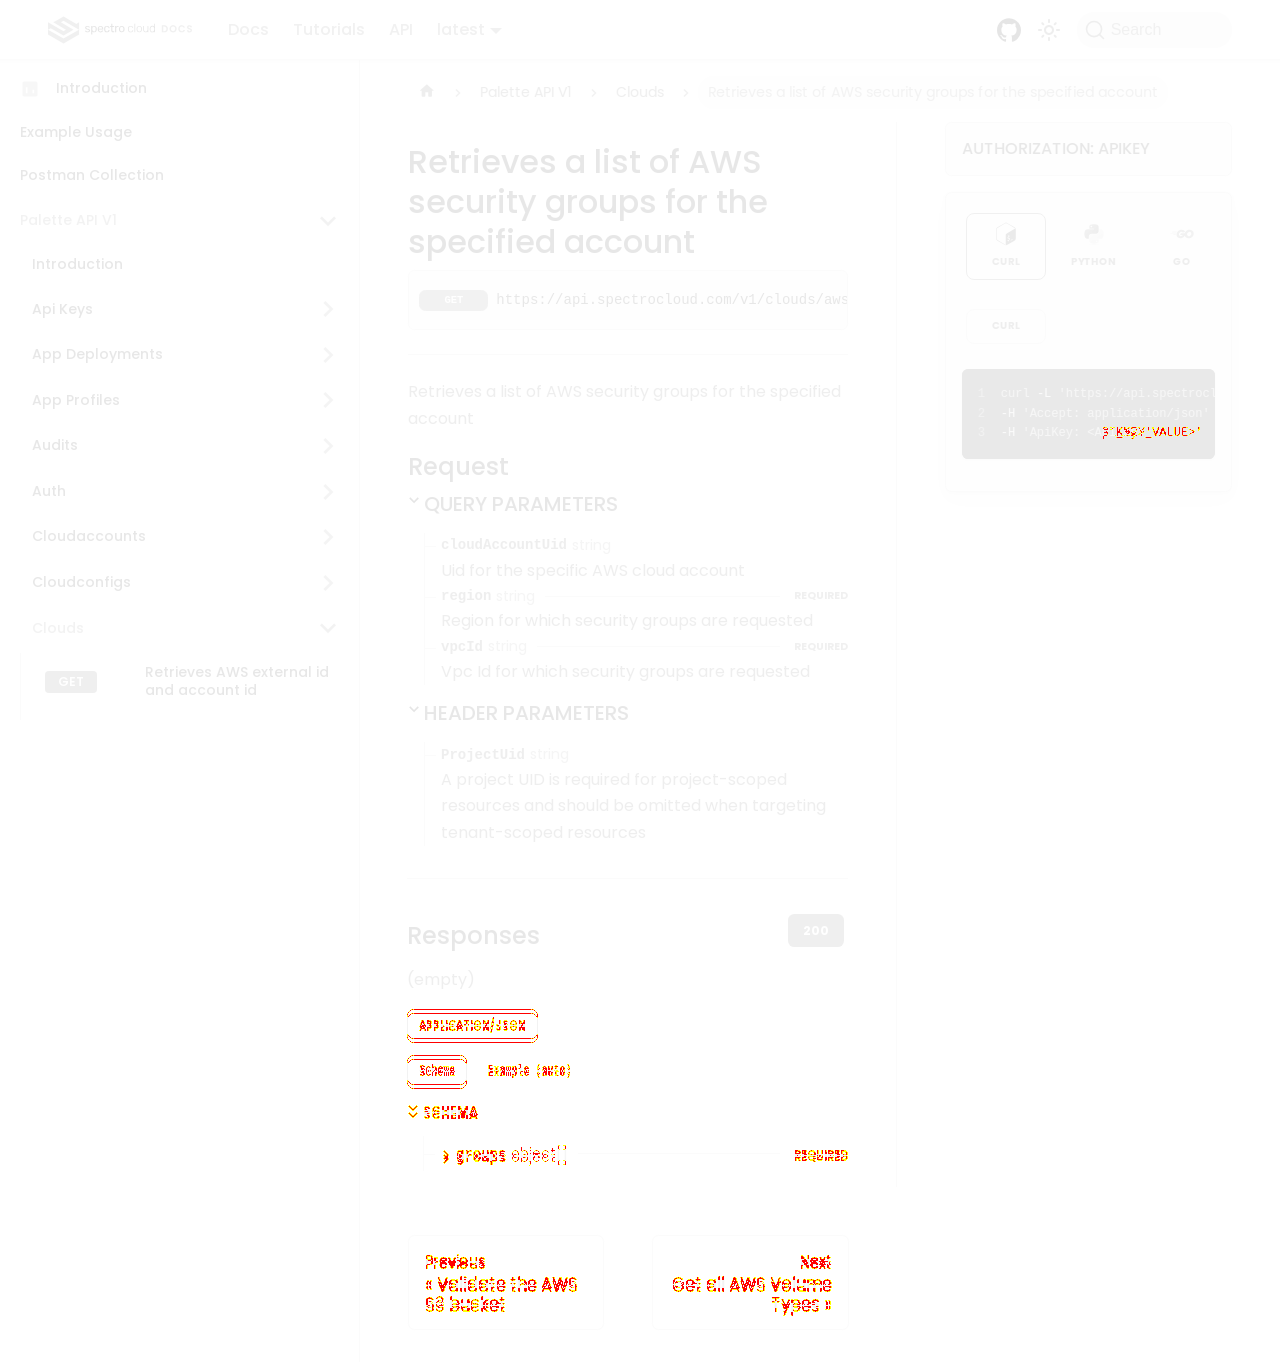 spectro cloud DOCS
Docs
Tutorials
API
latest
Search
Introduction
Example Usage
Postman Collection
Palette API V1
Introduction
Api Keys
App Deployments
App Profiles
Audits
Auth
Cloudaccounts
Cloudconfigs
Clouds
GET
Retrieves AWS external id
and account id
Palette API V1
Clouds
Retrieves a list of AWS security groups for the specified account
Retrieves a list of AWS
security groups for the
specified account
GET
https://api.spectrocloud.com/v1/clouds/aws
Retrieves a list of AWS security groups for the specified
account
Request
QUERY PARAMETERS
cloudAccountUid string
Uid for the specific AWS cloud account
region string REQUIRED
Region for which security groups are requested
vpcId string REQUIRED
Vpc Id for which security groups are requested
HEADER PARAMETERS
ProjectUid string
A project UID is required for project-scoped
resources and should be omitted when targeting
tenant-scoped resources
Responses
200
(empty)
APPLICATION/JSON
Schema
Example (auto)
SCHEMA
groups object[] REQUIRED
Previous
« Validate the AWS
S3 bucket
Next
Get all AWS Volume
Types »
AUTHORIZATION: APIKEY
CURL
PYTHON
GO
GO
CURL
1 curl -L 'https://api.spectrocl
2 -H 'Accept: application/json'
3 -H 'ApiKey: VALUE>'